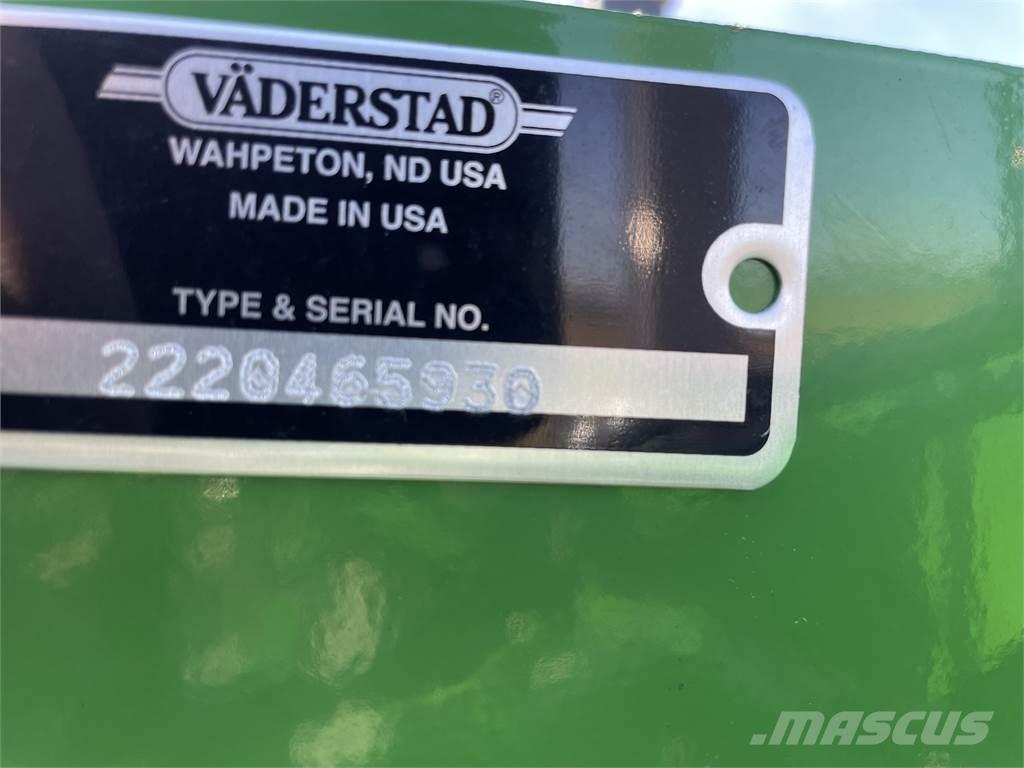 VÄDERSTAD®
WAHPETON, ND USA
MADE IN USA
TYPE & SERIAL NO.
2220465930
MASCUS